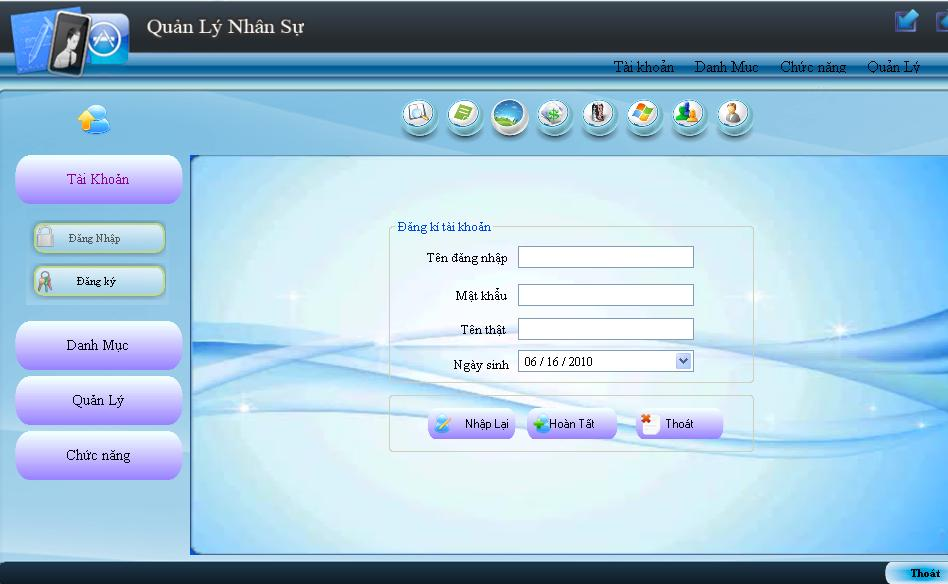 Quản Lý Nhân Sự
Tài khoản Danh Mục Chức năng Quản Lý
Tài Khoản
Đăng Nhập
Đăng ký
Danh Mục
Quản Lý
Chức năng
Đăng kí tài khoản
Tên đăng nhập
Mật khẩu
Tên thật
Ngày sinh 06 / 16 / 2010
Nhập Lại Hoàn Tất Thoát
Thoát